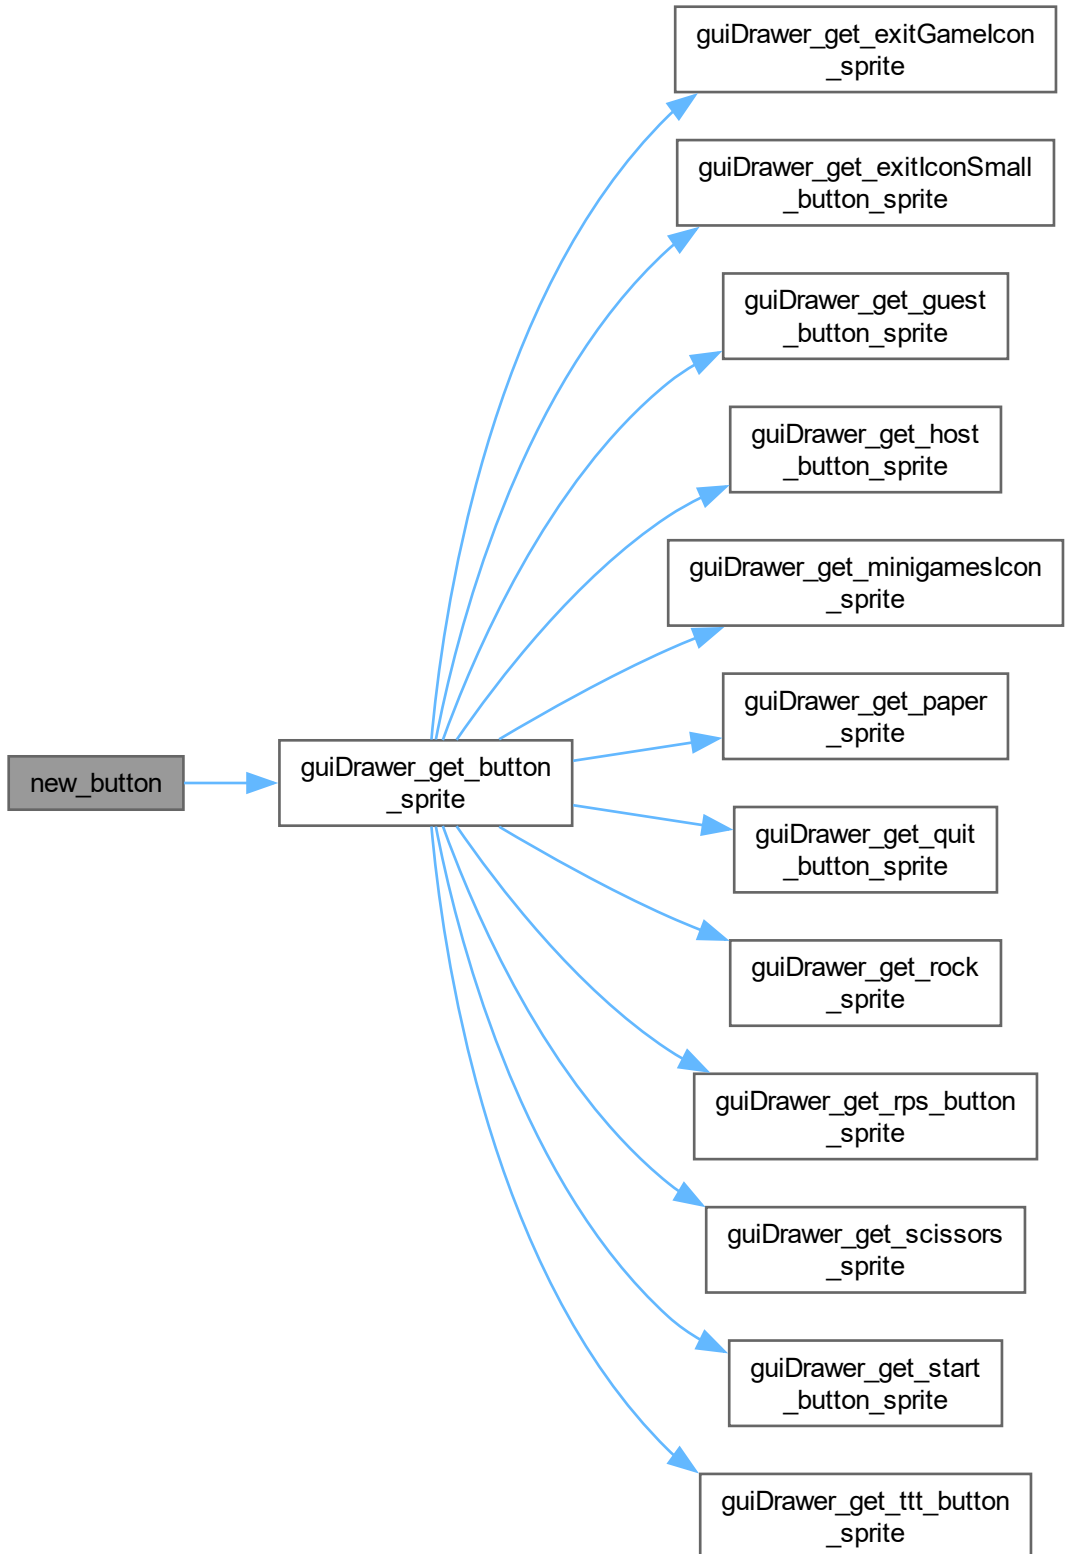 guiDrawer_get_exitGameIcon
_sprite
guiDrawer_get_exitIconSmall
_button_sprite
guiDrawer_get_guest
_button_sprite
guiDrawer_get_host
_button_sprite
guiDrawer_get_minigamesIcon
_sprite
guiDrawer_get_paper
_sprite
new_button
guiDrawer_get_button
_sprite
guiDrawer_get_quit
_button_sprite
guiDrawer_get_rock
_sprite
guiDrawer_get_rps_button
_sprite
guiDrawer_get_scissors
_sprite
guiDrawer_get_start
_button_sprite
guiDrawer_get_ttt_button
_sprite